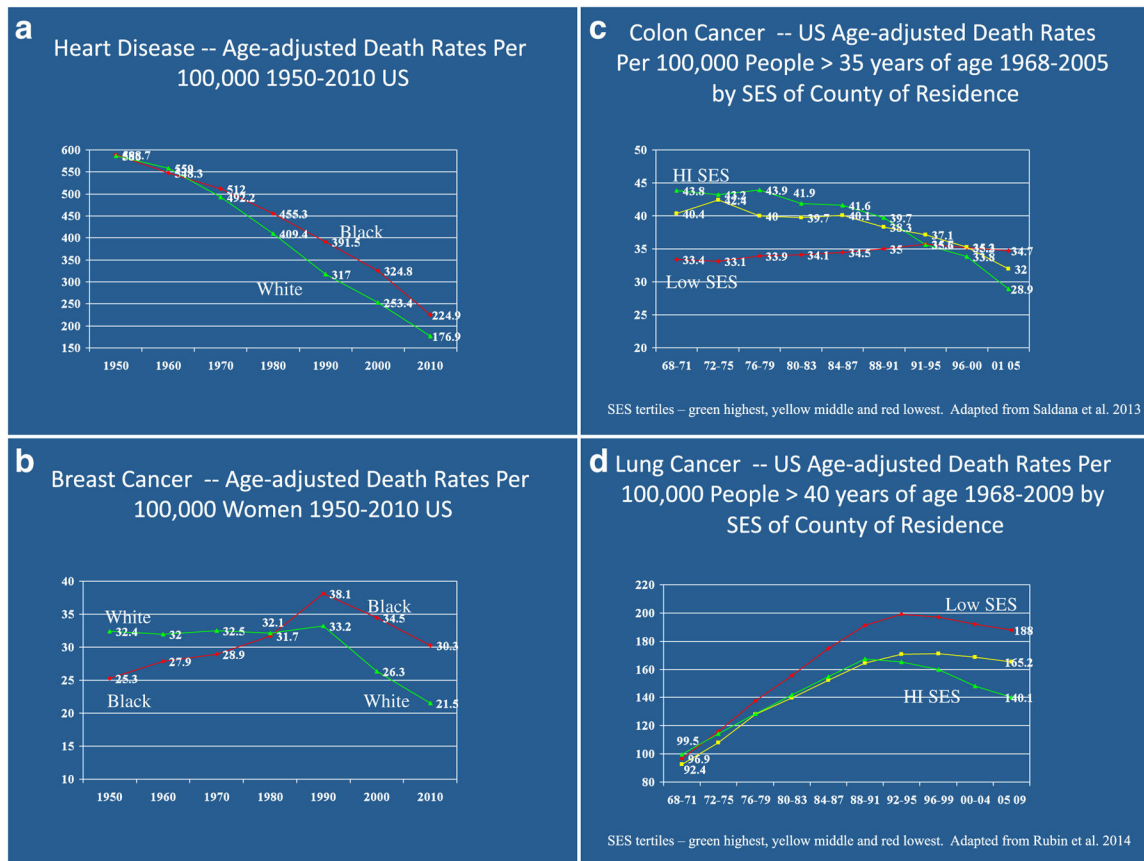 a
Heart Disease -- Age-adjusted Death Rates Per
100,000 1950-2010 US
600
550
500
450
400
350
300
250
200
150
588.7
559
548.3
512
492.2
455.3
409.4
Black
391.5
317
White
324.8
253.4
224.9
176.9
1950 1960 1970 1980 1990 2000 2010
b
Breast Cancer -- Age-adjusted Death Rates Per
100,000 Women 1950-2010 US
40
35
30
25
20
15
10
White
32.4 32 32.5 32.1 33.2 26.3 21.5
25.3 27.9 28.9 31.7 38.1 34.5 30.3
Black
Black
White
1950 1960 1970 1980 1990 2000 2010
c
Colon Cancer -- US Age-adjusted Death Rates
Per 100,000 People > 35 years of age 1968-2005
by SES of County of Residence
50
45
40
35
30
25
20
HI SES
43.8 43.2 43.9 41.9 41.6 39.7 33.8 28.9
40.4 42.4 40 39.7 40.1 38.3 37.1 32
33.4 33.1 33.9 34.1 34.5 35 35.6 34.7
Low SES
68-71 72-75 76-79 80-83 84-87 88-91 91-95 96-00 01 05
SES tertiles – green highest, yellow middle and red lowest. Adapted from Saldana et al. 2013
d
Lung Cancer -- US Age-adjusted Death Rates Per
100,000 People > 40 years of age 1968-2009 by
SES of County of Residence
220
200
180
160
140
120
100
80
Low SES
188
165.2
HI SES
140.1
99.5
96.9
92.4
68-71 72-75 76-79 80-83 84-87 88-91 92-95 96-99 00-04 05 09
SES tertiles – green highest, yellow middle and red lowest. Adapted from Rubin et al. 2014